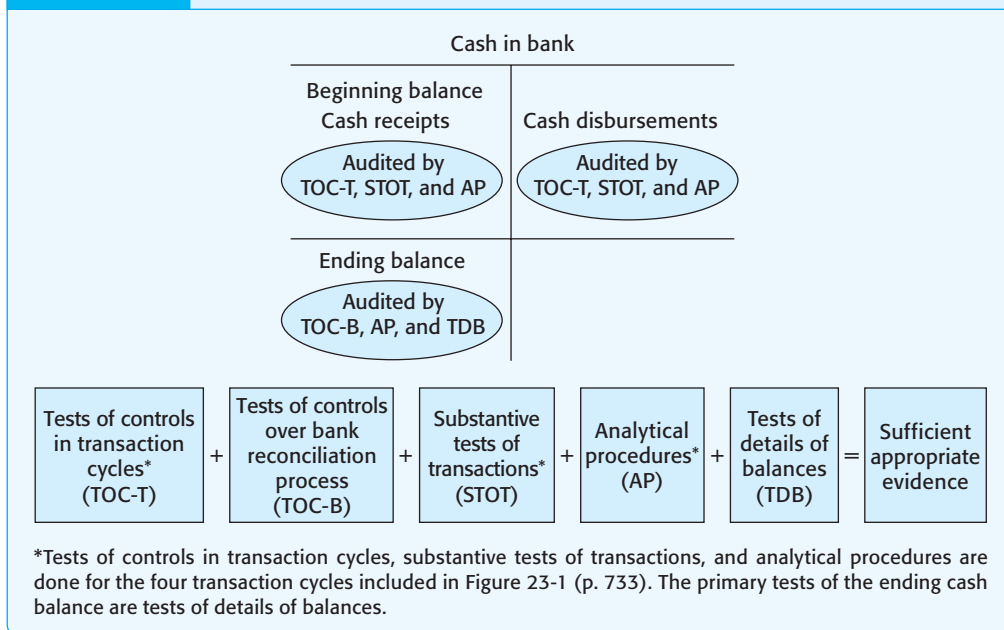 Cash in bank
Beginning balance
Cash receipts
Audited by
TOC-T, STOT, and AP
Cash disbursements
Audited by
TOC-T, STOT, and AP
Ending balance
Audited by
TOC-B, AP, and TDB
Tests of controls
in transaction
cycles*
(TOC-T)
+
Tests of controls
over bank
reconciliation
process
(TOC-B)
+
Substantive
tests of
transactions*
(STOT)
+
Analytical
procedures*
(AP)
+
Tests of
details of
balances
(TDB)
=
Sufficient
appropriate
evidence
*Tests of controls in transaction cycles, substantive tests of transactions, and analytical procedures are
done for the four transaction cycles included in Figure 23-1 (p. 733). The primary tests of the ending cash
balance are tests of details of balances.